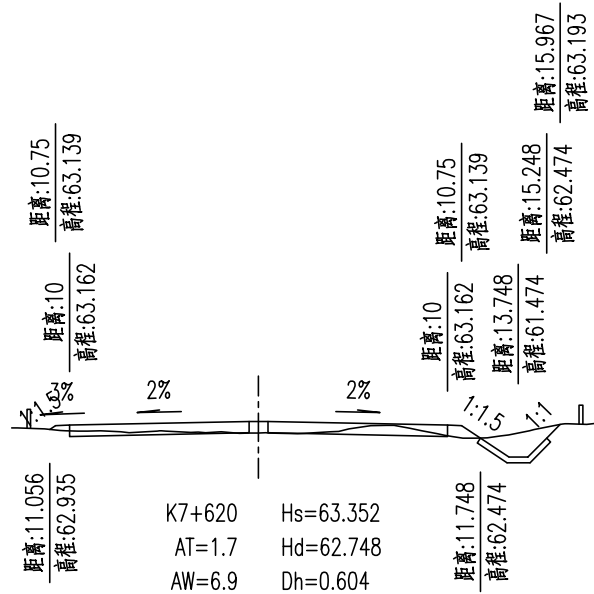 距离:15.967
高程:63.193
距离:10.75
高程:63.139
距离:10.75
高程:63.139
距离:15.248
高程:62.474
距离:10
高程:63.162
距离:10
高程:63.162
距离:13.748
高程:61.474
1:1.5
3%
2%
2%
1:1.5
1:1
距离:11.056
高程:62.935
距离:11.748
高程:62.474
K7+620
Hs=63.352
AT=1.7
Hd=62.748
AW=6.9
Dh=0.604